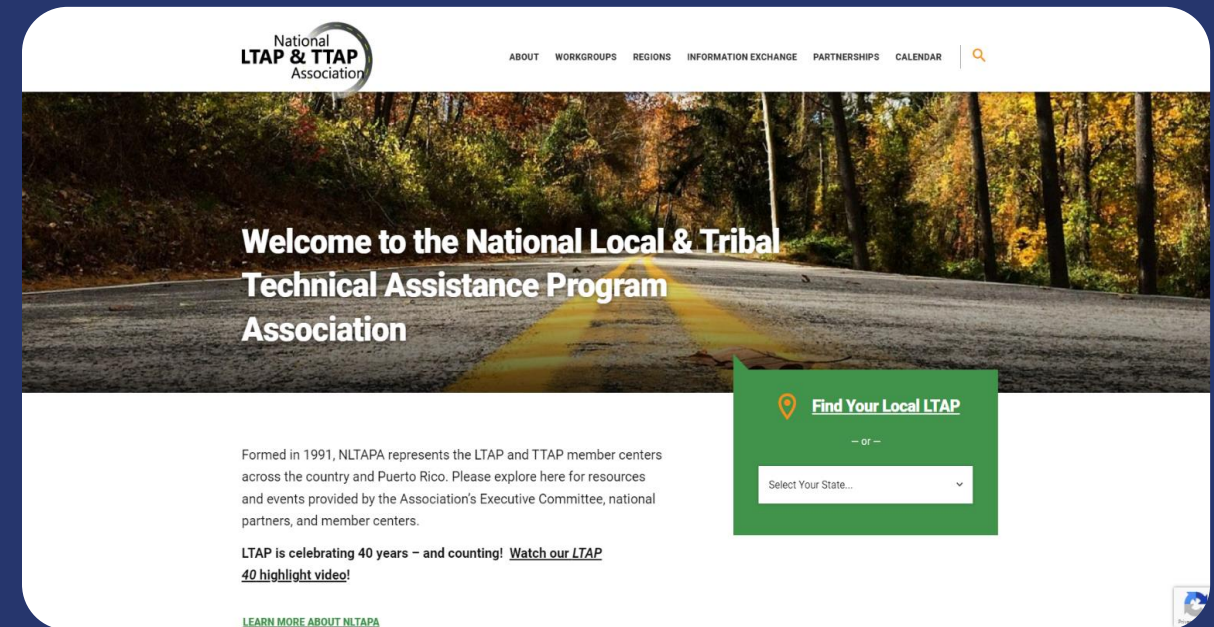 National
LTAP & TTAP
Association
ABOUT WORKGROUPS REGIONS INFORMATION EXCHANGE PARTNERSHIPS CALENDAR
Welcome to the National Local & Tribal
Technical Assistance Program
Association
Find Your Local LTAP
– or –
Select Your State...
Formed in 1991, NLTAPA represents the LTAP and TTAP member centers
across the country and Puerto Rico. Please explore here for resources
and events provided by the Association's Executive Committee, national
partners, and member centers.
LTAP is celebrating 40 years – and counting! Watch our LTAP
40 highlight video!
LEARN MORE ABOUT NLTAPA